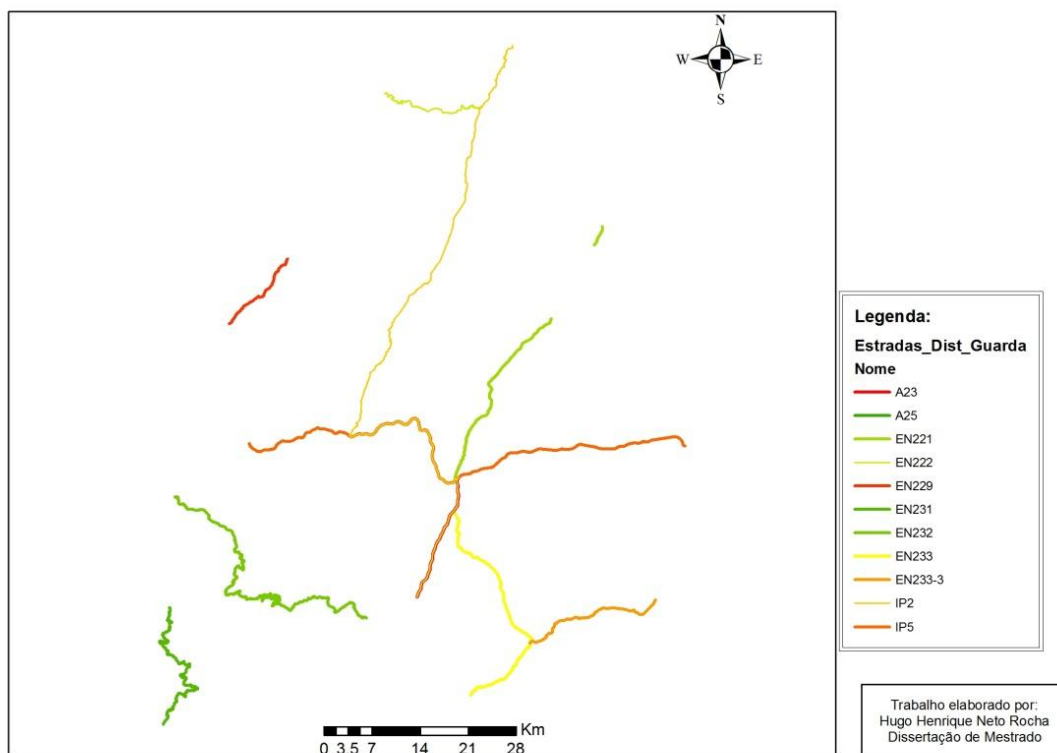 N
W E
S
Legenda:
Estradas_Dist_Guarda
Nome
A23
A25
EN221
EN222
EN229
EN231
EN232
EN233
EN233-3
IP2
IP5
Km
0 3,5 7 14 21 28
Trabalho elaborado por:
Hugo Henrique Neto Rocha
Dissertação de Mestrado